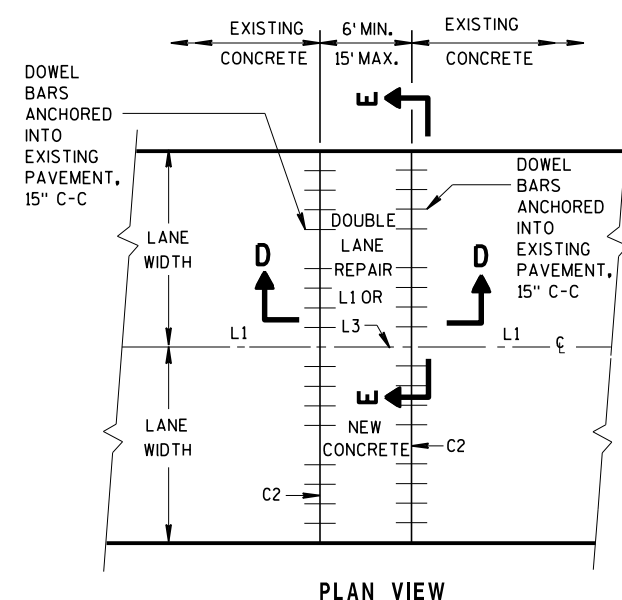 EXISTING
CONCRETE
6' MIN.
15' MAX.
EXISTING
CONCRETE
DOWEL
BARS
ANCHORED
INTO
EXISTING
PAVEMENT,
15" C-C
E
DOWEL
BARS
ANCHORED
INTO
EXISTING
PAVEMENT,
15" C-C
LANE
WIDTH
DOUBLE
LANE
REPAIR
L1 OR
L3
D
D
L1
L1
℄
E
LANE
WIDTH
NEW
CONCRETE
C2
C2
PLAN VIEW